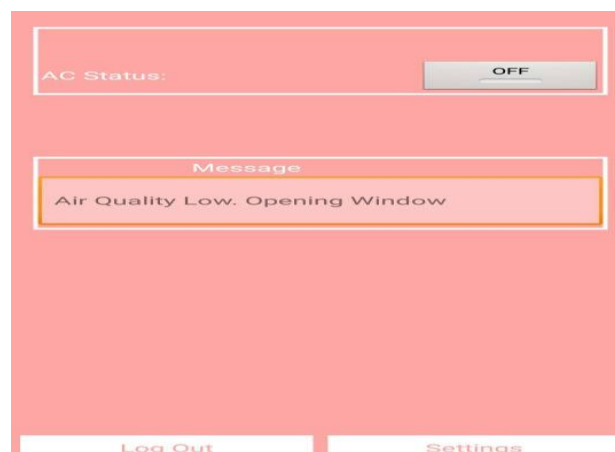 AC Status:
OFF
Message
Air Quality Low. Opening Window
Log Out
Settings